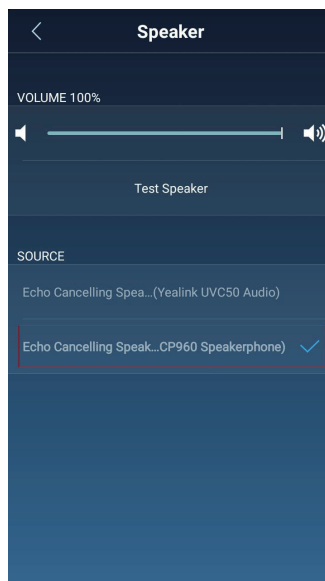 Speaker
VOLUME 100%
Test Speaker
SOURCE
Echo Cancelling Spea...(Yealink UVC50 Audio)
Echo Cancelling Speak...CP960 Speakerphone)